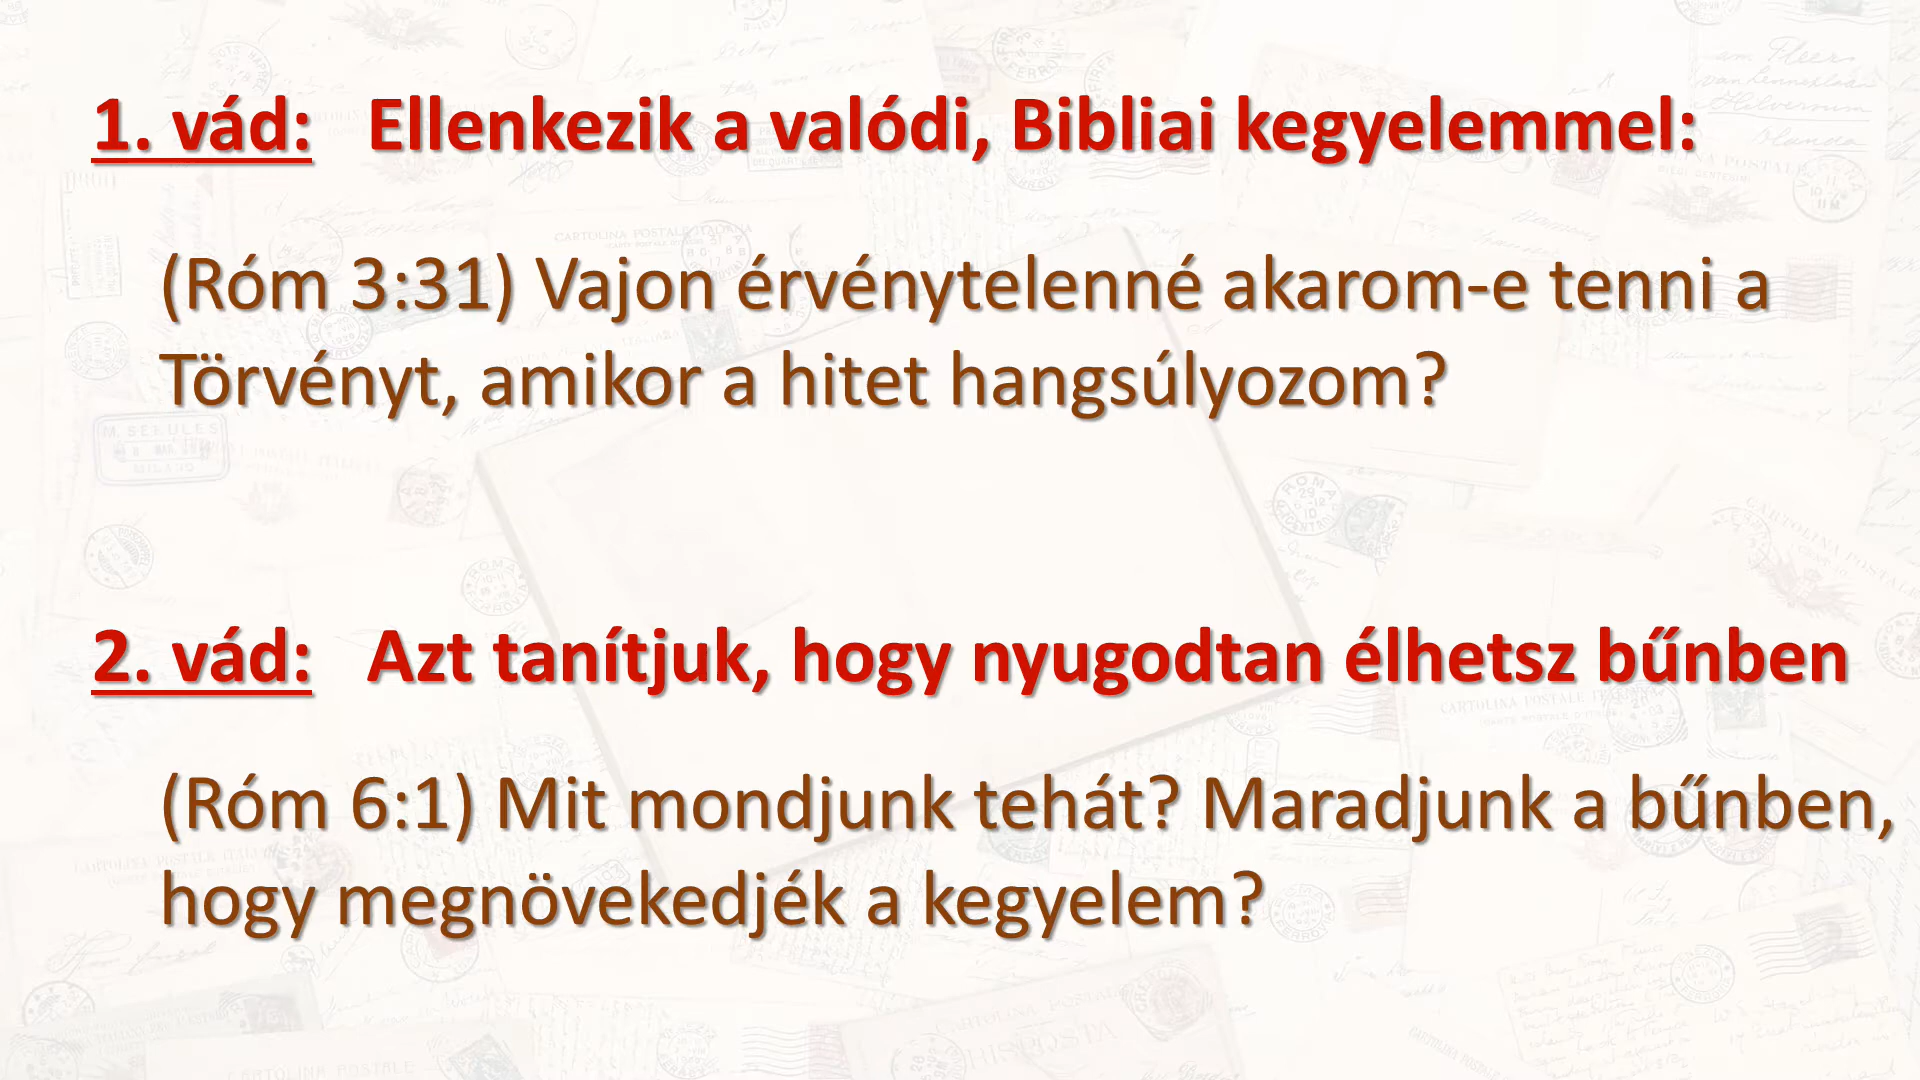 1. vád: Ellenkezik a valódi, Bibliai kegyelemmel:
(Róm 3:31) Vajon érvénytelenné akarom-e tenni a
Törvényt, amikor a hitet hangsúlyozom?
2. vád: Azt tanítjuk, hogy nyugodtan élhetsz bűnben
(Róm 6:1) Mit mondjunk tehát? Maradjunk a bűnben,
hogy megnövekedjék a kegyelem?